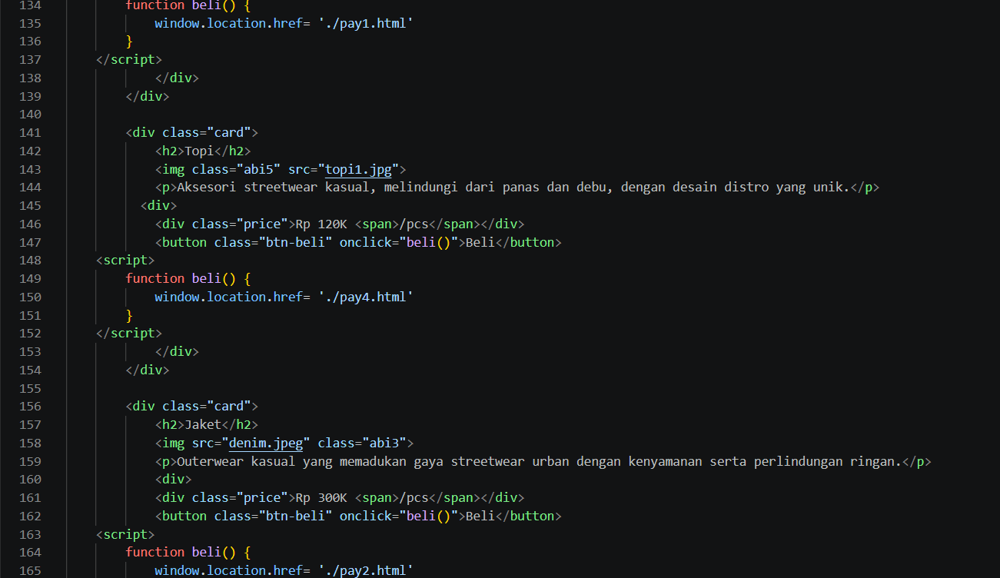 134 function beli() {
135 window.location.href= './pay1.html'
136 }
137 </script>
138 </div>
139 </div>
140
141 <div class="card">
142 <h2>Topi</h2>
143 <img class="abi5" src="topi1.jpg">
144 <p>Aksesori streetwear kasual, melindungi dari panas dan debu, dengan desain distro yang unik.</p>
145 <div>
146 <div class="price">Rp 120K <span>/pcs</span></div>
147 <button class="btn-beli" onclick="beli()">Beli</button>
148 <script>
149 function beli() {
150 window.location.href= './pay4.html'
151 }
152 </script>
153 </div>
154 </div>
155
156 <div class="card">
157 <h2>Jaket</h2>
158 <img src="denim.jpeg" class="abi3">
159 <p>Outerwear kasual yang memadukan gaya streetwear urban dengan kenyamanan serta perlindungan ringan.</p>
160 <div>
161 <div class="price">Rp 300K <span>/pcs</span></div>
162 <button class="btn-beli" onclick="beli()">Beli</button>
163 <script>
164 function beli() {
165 window.location.href= './pay2.html'